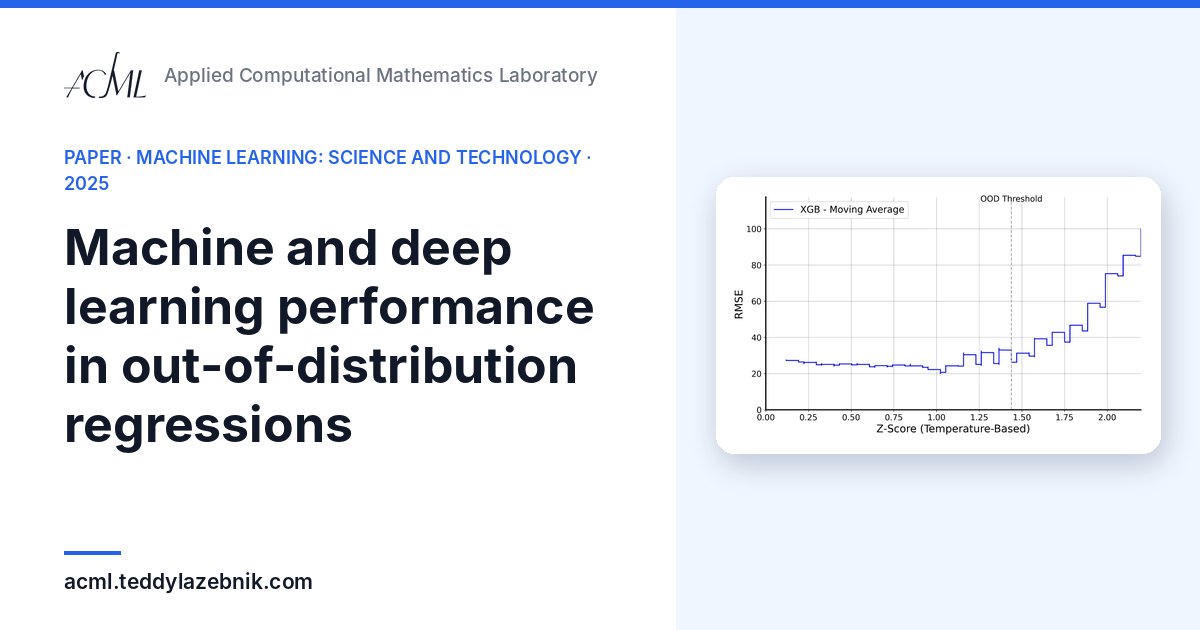 ACML
Applied Computational Mathematics Laboratory
PAPER · MACHINE LEARNING: SCIENCE AND TECHNOLOGY ·
2025
Machine and deep
learning performance
in out-of-distribution
regressions
acml.teddylazebnik.com
OOD Threshold
XGB - Moving Average
100
80
60
40
20
0
RMSE
0.00 0.25 0.50 0.75 1.00 1.25 1.50 1.75 2.00
Z-Score (Temperature-Based)